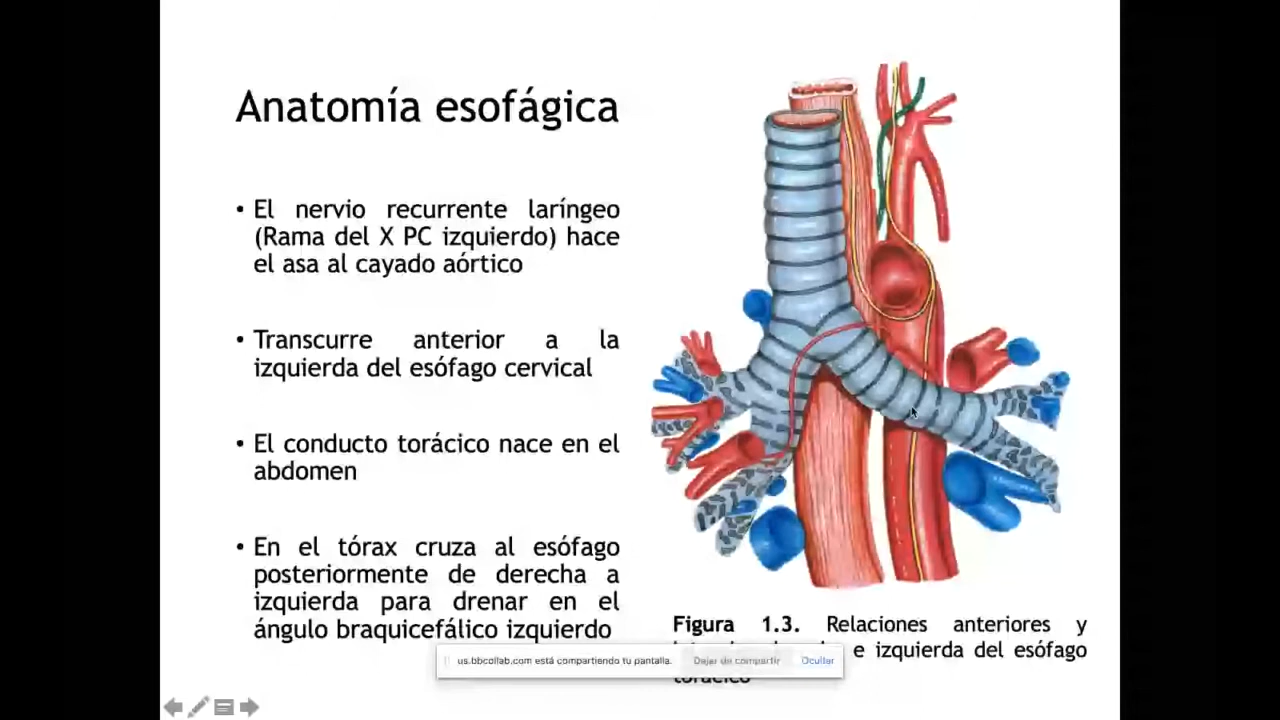 Anatomía esofágica
• El nervio recurrente laríngeo
(Rama del X PC izquierdo) hace
el asa al cayado aórtico
• Transcurre anterior a la
izquierda del esófago cervical
• El conducto torácico nace en el
abdomen
• En el tórax cruza al esófago
posteriormente de derecha a
izquierda para drenar en el
ángulo braquicefálico izquierdo
Figura 1.3. Relaciones anteriores y
e izquierda del esófago
torácico
us.bbcollab.com está compartiendo tu pantalla. Dejar de compartir Ocultar